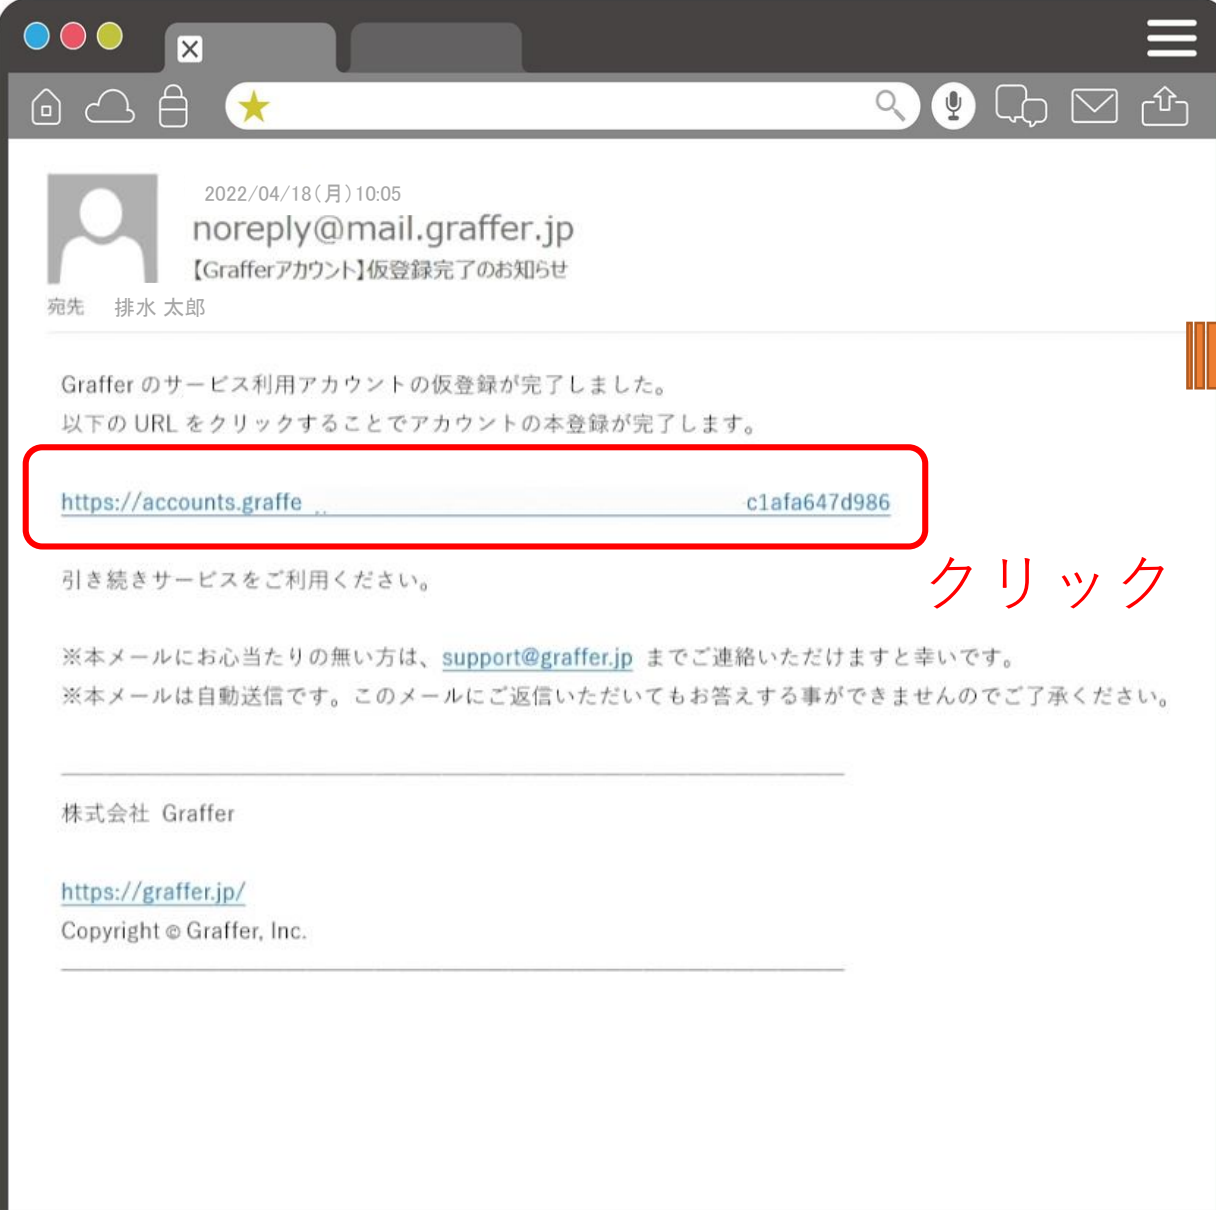 2022/04/18(月)10:05
noreply@mail.graffer.jp
【Grafferアカウント】仮登録完了のお知らせ
宛先 排水 太郎
Graffer のサービス利用アカウントの仮登録が完了しました。
以下の URL をクリックすることでアカウントの本登録が完了します。
https://accounts.graffe c1afa647d986
クリック
引き続きサービスをご利用ください。
※本メールにお心当たりの無い方は、support@graffer.jp までご連絡いただけますと幸いです。
※本メールは自動送信です。このメールにご返信いただいてもお答えする事ができませんのでご了承ください。
株式会社 Graffer
https://graffer.jp/
Copyright © Graffer, Inc.